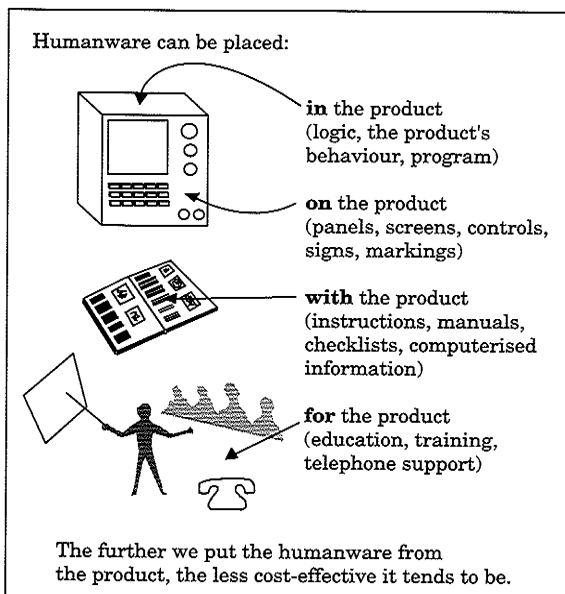 Humanware can be placed:
in the product
(logic, the product's
behaviour, program)
on the product
(panels, screens, controls,
signs, markings)
with the product
(instructions, manuals,
checklists, computerised
information)
for the product
(education, training,
telephone support)
The further we put the humanware from
the product, the less cost-effective it tends to be.